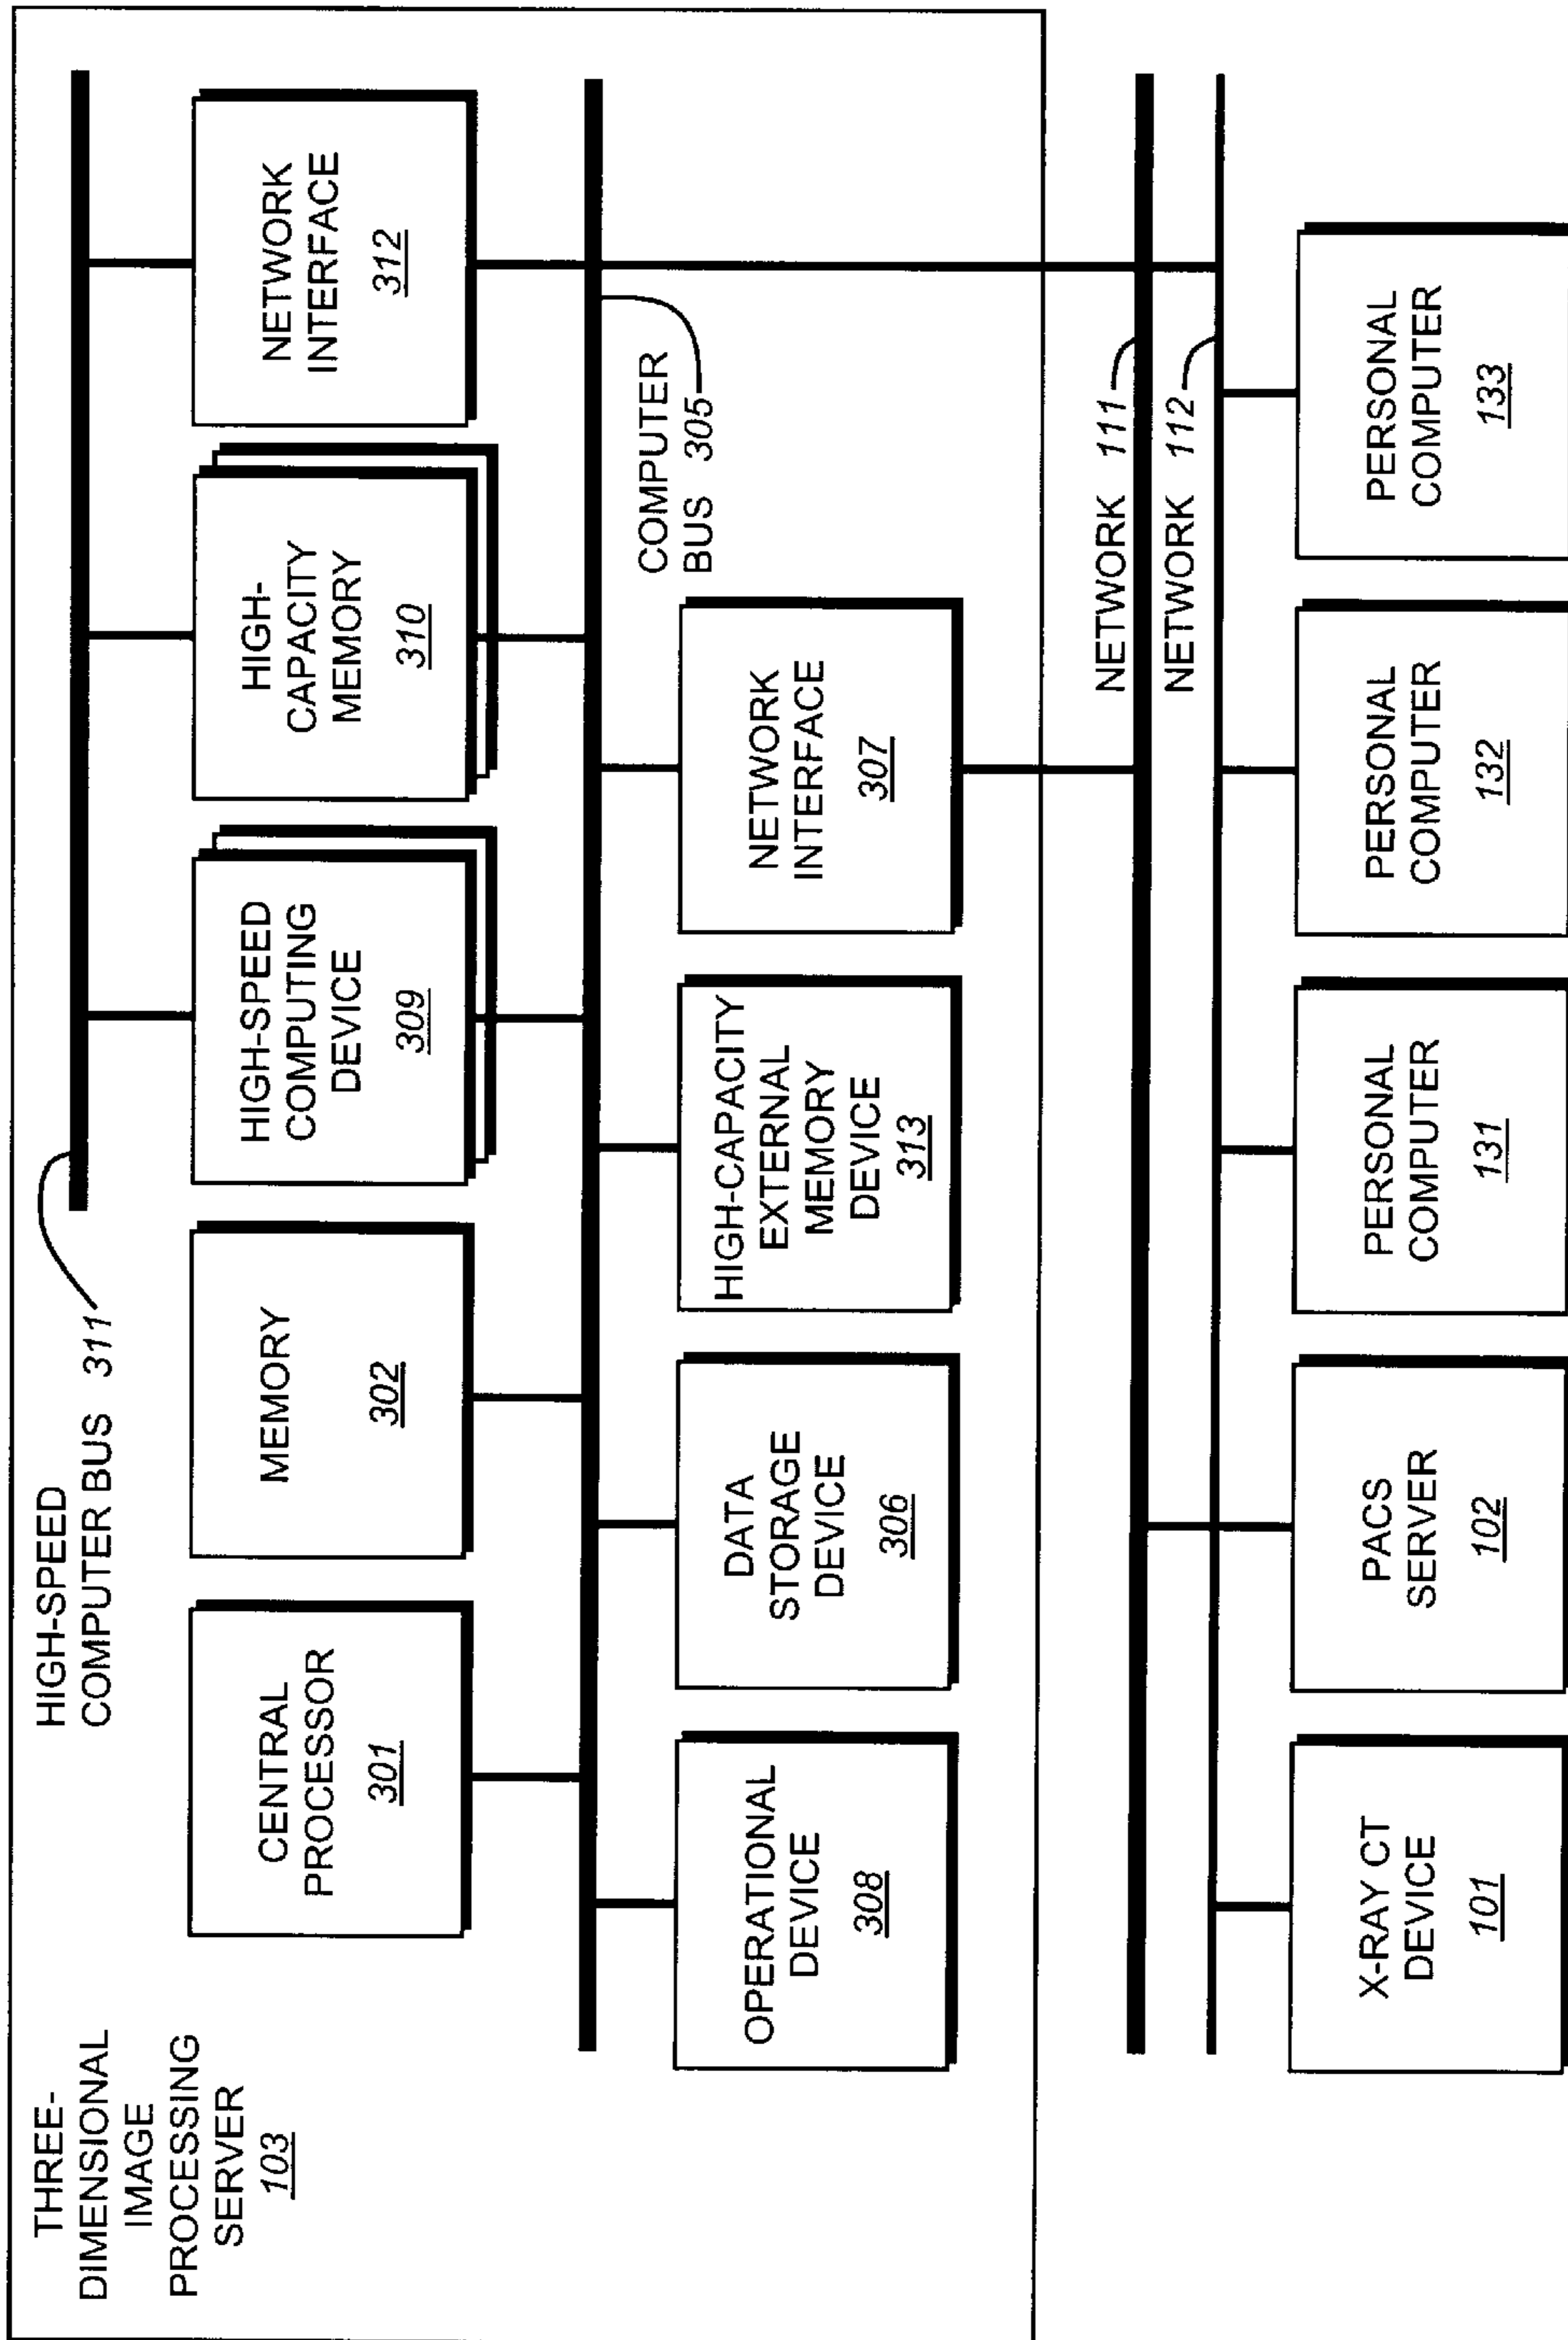 THREE-
DIMENSIONAL
IMAGE
PROCESSING
SERVER
103
HIGH-SPEED
COMPUTER BUS 311
CENTRAL
PROCESSOR
301
MEMORY
302
HIGH-SPEED
COMPUTING
DEVICE
309
HIGH-
CAPACITY
MEMORY
310
NETWORK
INTERFACE
312
COMPUTER
BUS 305
OPERATIONAL
DEVICE
308
DATA
STORAGE
DEVICE
306
HIGH-CAPACITY
EXTERNAL
MEMORY
DEVICE
313
NETWORK
INTERFACE
307
NETWORK 111
NETWORK 112
X-RAY CT
DEVICE
101
PACS
SERVER
102
PERSONAL
COMPUTER
131
PERSONAL
COMPUTER
132
PERSONAL
COMPUTER
133